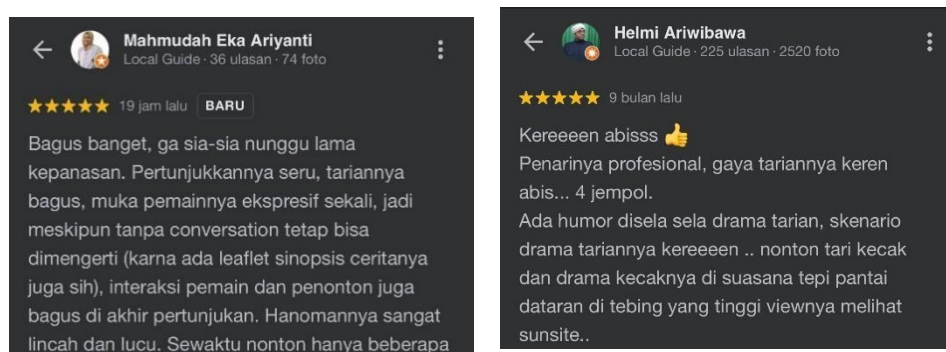 Mahmudah Eka Ariyanti
Local Guide · 36 ulasan · 74 foto
19 jam lalu BARU
Bagus banget, ga sia-sia nunggu lama
kepanasan. Pertunjukkannya seru, tariannya
bagus, muka pemainnya ekspresif sekali, jadi
meskipun tanpa conversation tetap bisa
dimengerti (karna ada leaflet sinopsis ceritanya
juga sih), interaksi pemain dan penonton juga
bagus di akhir pertunjukan. Hanomannya sangat
lincah dan lucu. Sewaktu nonton hanya beberapa
Helmi Ariwibawa
Local Guide · 225 ulasan · 2520 foto
9 bulan lalu
Kereeeen abisss 👍
Penarinya profesional, gaya tariannya keren
abis... 4 jempol.
Ada humor disela sela drama tarian, skenario
drama tariannya kereeeen .. nonton tari kecak
dan drama kecaknya di suasana tepi pantai
dataran di tebing yang tinggi viewnya melihat
sunsite..